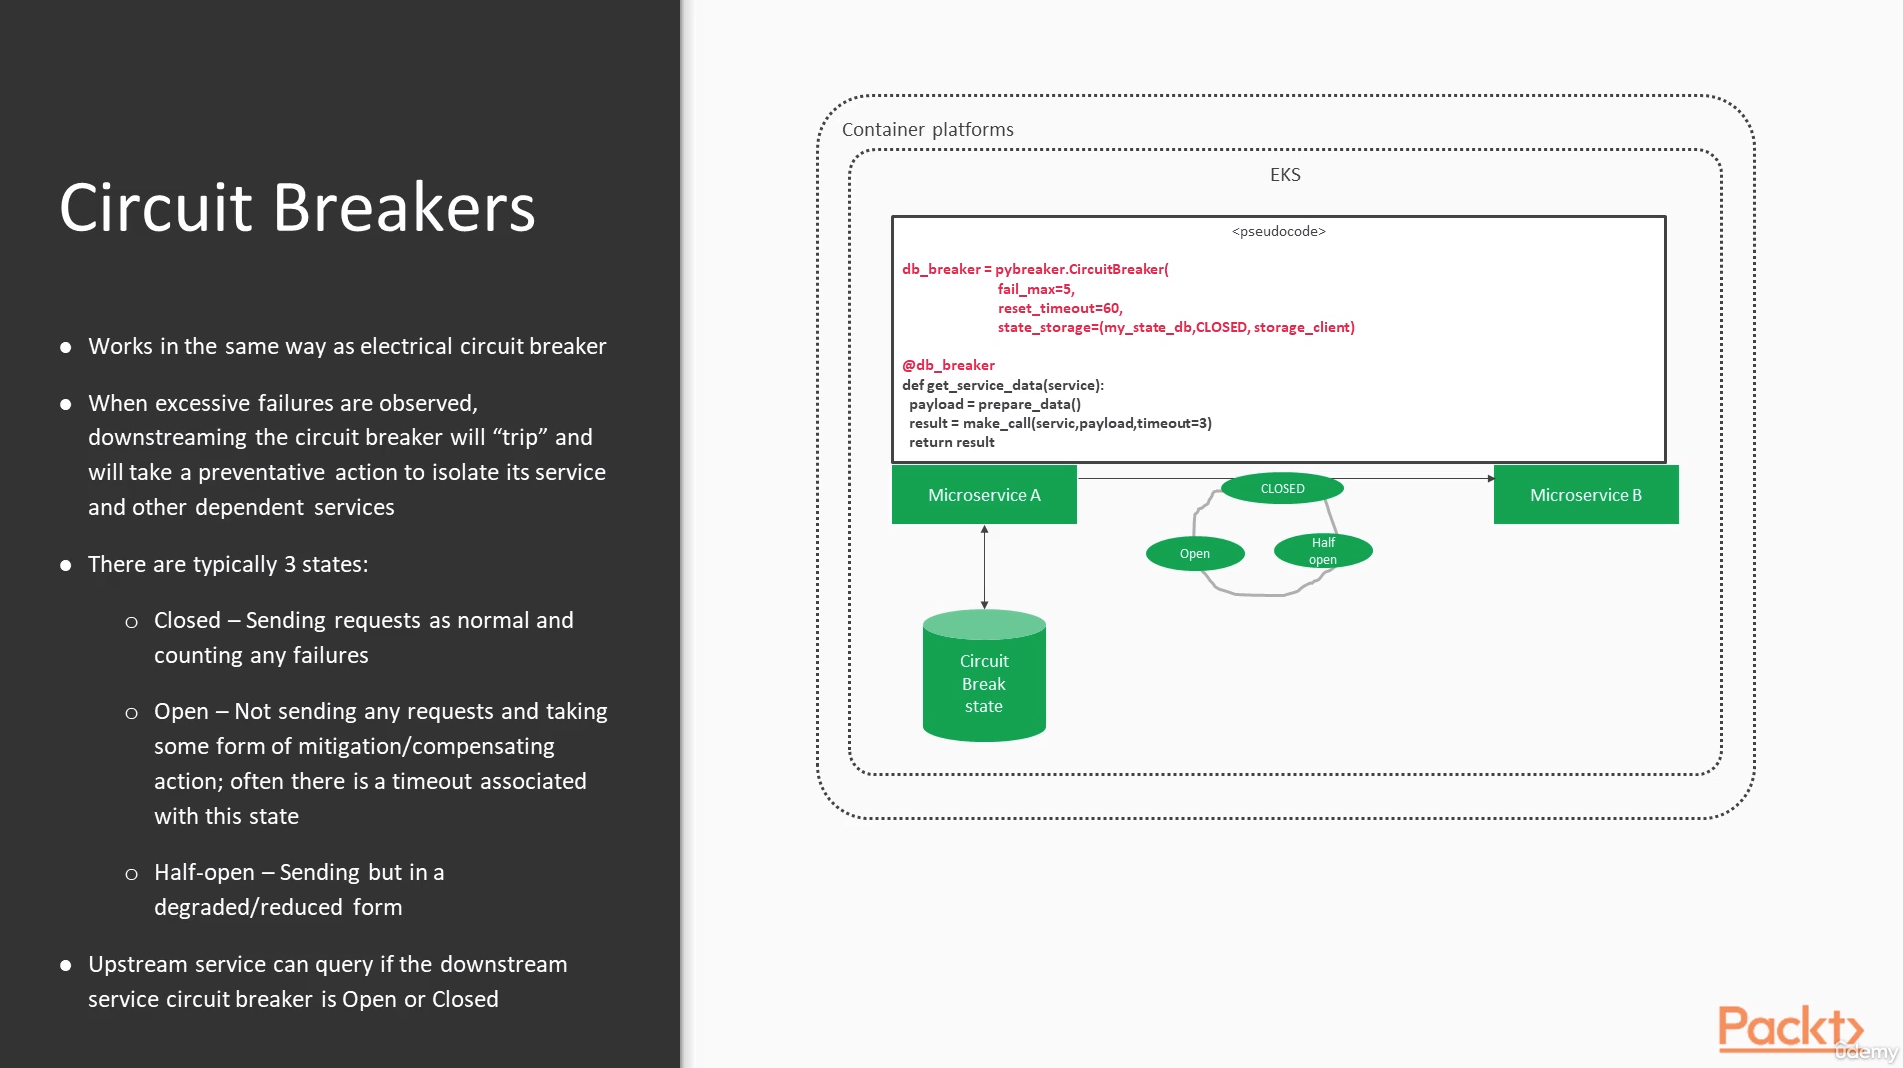 Circuit Breakers
● Works in the same way as electrical circuit breaker
● When excessive failures are observed,
downstreaming the circuit breaker will “trip” and
will take a preventative action to isolate its service
and other dependent services
● There are typically 3 states:
o Closed – Sending requests as normal and
counting any failures
o Open – Not sending any requests and taking
some form of mitigation/compensating
action; often there is a timeout associated
with this state
o Half-open – Sending but in a
degraded/reduced form
● Upstream service can query if the downstream
service circuit breaker is Open or Closed
Container platforms
EKS
<pseudocode>
db_breaker = pybreaker.CircuitBreaker(
fail_max=5,
reset_timeout=60,
state_storage=(my_state_db,CLOSED, storage_client)
@db_breaker
def get_service_data(service):
payload = prepare_data()
result = make_call(servic,payload,timeout=3)
return result
Microservice A
CLOSED
Microservice B
Open
Half
open
Circuit
Break
state
Packt
ûdemy